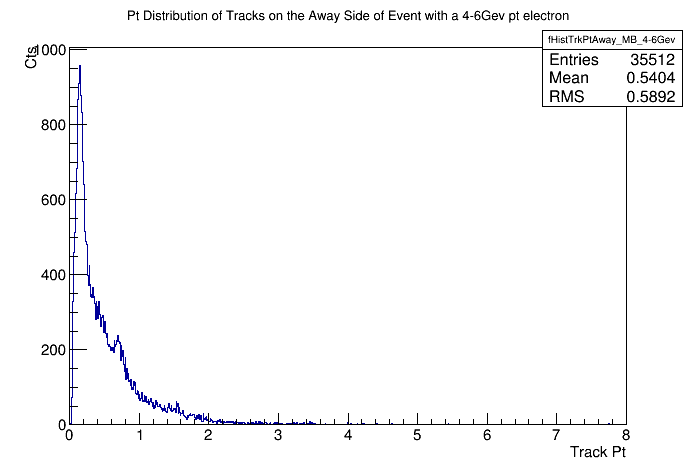 Pt Distribution of Tracks on the Away Side of Event with a 4-6Gev pt electron
fHistTrkPtAway_MB_4-6Gev
Entries 35512
Mean 0.5404
RMS 0.5892
Cts
1000
800
600
400
200
0
0 1 2 3 4 5 6 7 8
Track Pt